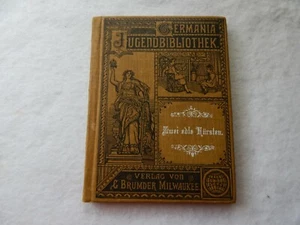 GERMANIA
JUGENDBIBLIOTHEK
Zwei edle Fürsten.
VERLAG VON
G. BRUMDER MILWAUKEE